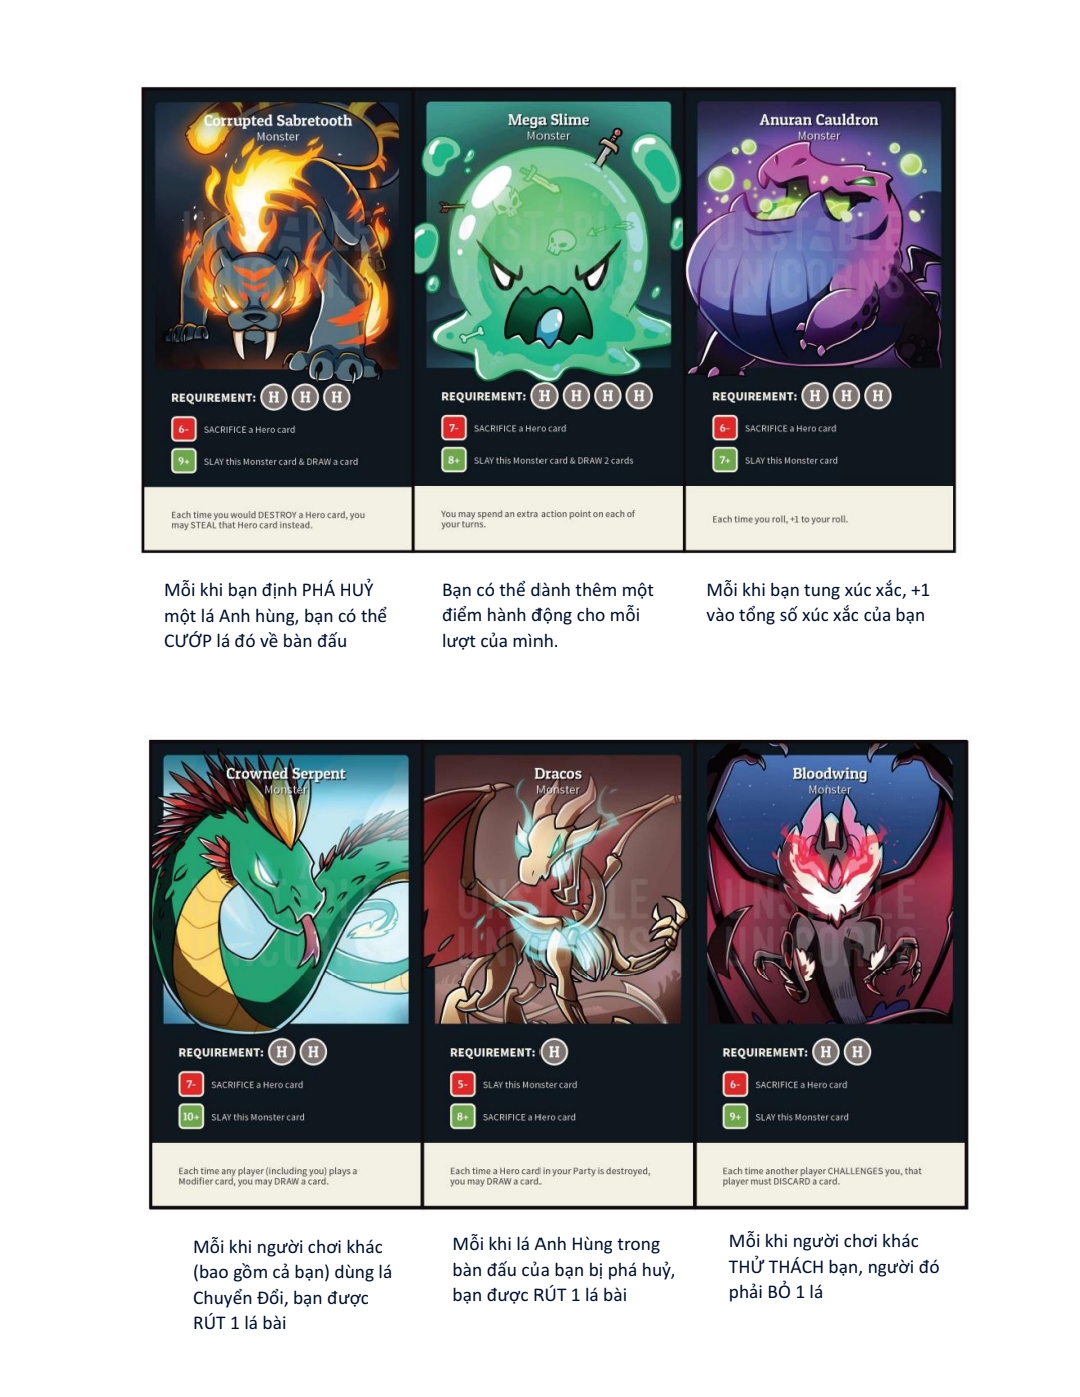 Corrupted Sabretooth
Monster
REQUIREMENT: H H H
6- SACRIFICE a Hero card
9+ SLAY this Monster card & DRAW a card
Each time you would DESTROY a Hero card, you
may STEAL that Hero card instead.
Mega Slime
Monster
REQUIREMENT: H H H H
7- SACRIFICE a Hero card
8+ SLAY this Monster card & DRAW 2 cards
You may spend an extra action point on each of
your turns.
Anuran Cauldron
Monster
UNSTABLE
UNICORNS
REQUIREMENT: H H H
6- SACRIFICE a Hero card
7+ SLAY this Monster card
Each time you roll, +1 to your roll.
Mỗi khi bạn định PHÁ HUỶ
một lá Anh hùng, bạn có thể
CƯỚP lá đó về bàn đấu
Bạn có thể dành thêm một
điểm hành động cho mỗi
lượt của mình.
Mỗi khi bạn tung xúc xắc, +1
vào tổng số xúc xắc của bạn
Crowned Serpent
Monster
REQUIREMENT: H H
7- SACRIFICE a Hero card
10+ SLAY this Monster card
Each time any player (including you) plays a
Modifier card, you may DRAW a card.
Dracos
Monster
UNSTABLE
UNICORNS
REQUIREMENT: H
5- SLAY this Monster card
8+ SACRIFICE a Hero card
Each time a Hero card in your Party is destroyed,
you may DRAW a card.
Bloodwing
Monster
UNSTABLE
UNICORNS
REQUIREMENT: H H
6- SACRIFICE a Hero card
9+ SLAY this Monster card
Each time another player CHALLENGES you, that
player must DISCARD a card.
Mỗi khi người chơi khác
(bao gồm cả bạn) dùng lá
Chuyển Đổi, bạn được
RÚT 1 lá bài
Mỗi khi lá Anh Hùng trong
bàn đấu của bạn bị phá huỷ,
bạn được RÚT 1 lá bài
Mỗi khi người chơi khác
THỬ THÁCH bạn, người đó
phải BỎ 1 lá